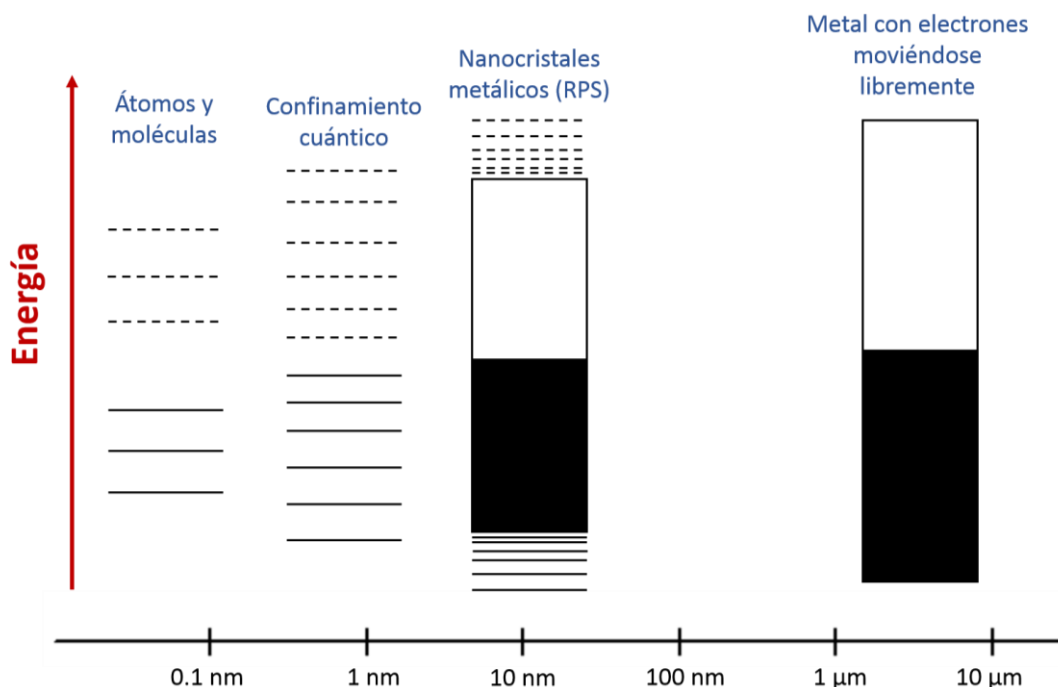 Metal con electrones
moviéndose
libremente
Nanocristales
metálicos (RPS)
Átomos y
moléculas
Confinamiento
cuántico
Energía
0.1 nm
1 nm
10 nm
100 nm
1 µm
10 µm